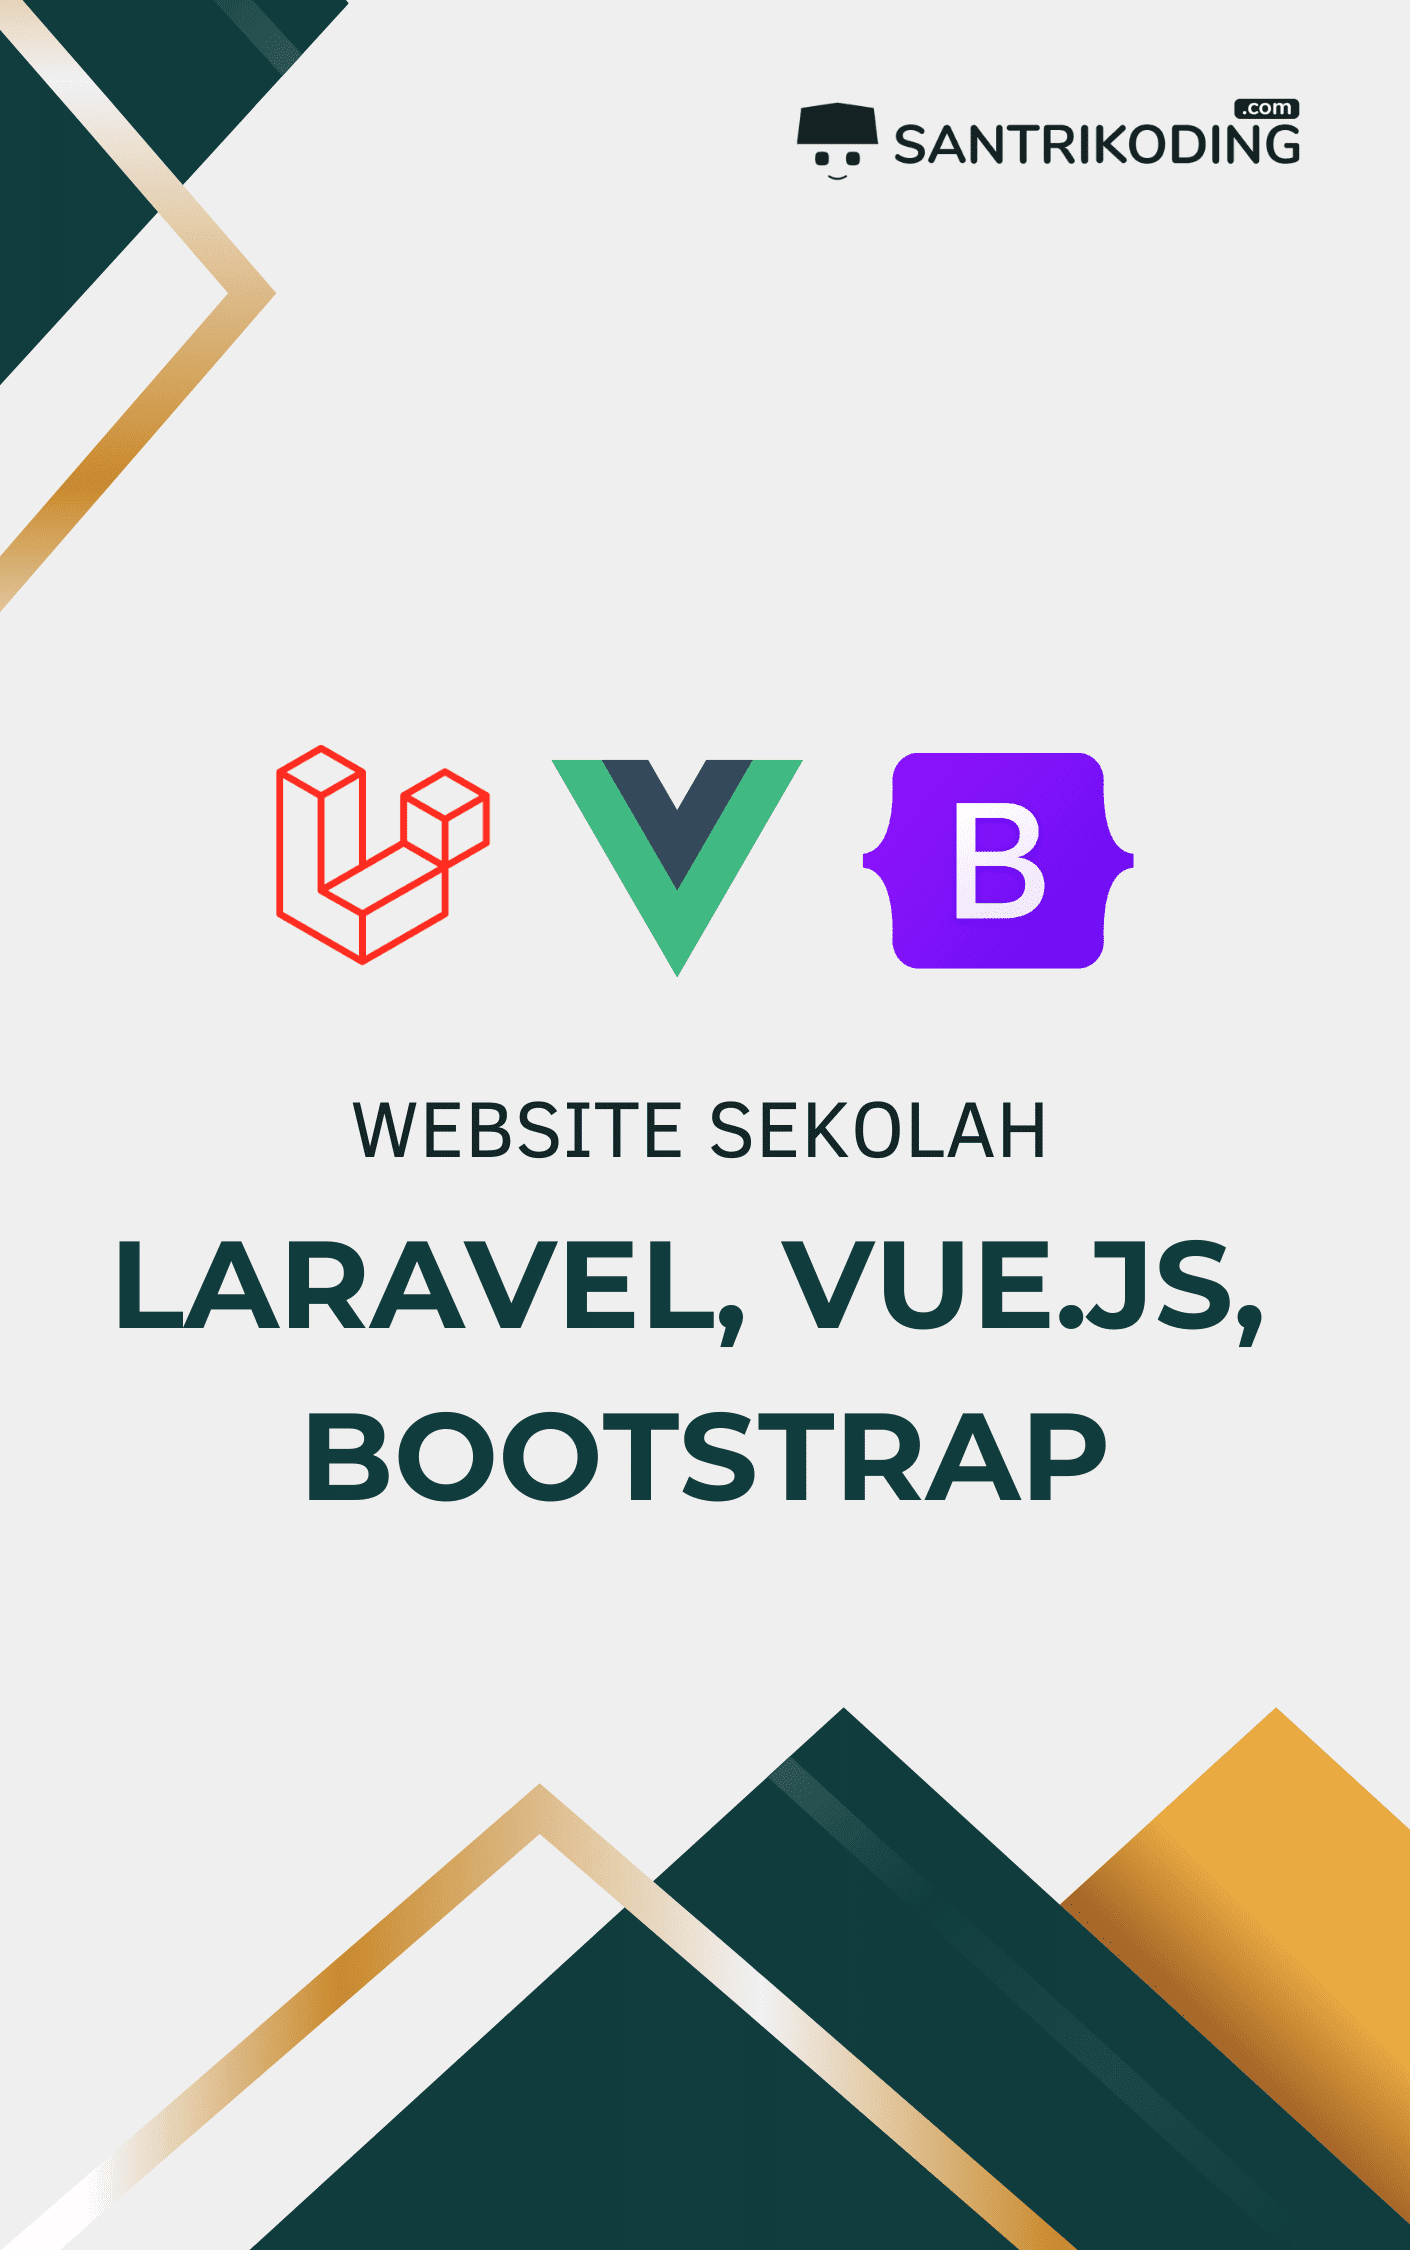 .com
SANTRIKODING
B
WEBSITE SEKOLAH
LARAVEL, VUE.JS,
BOOTSTRAP